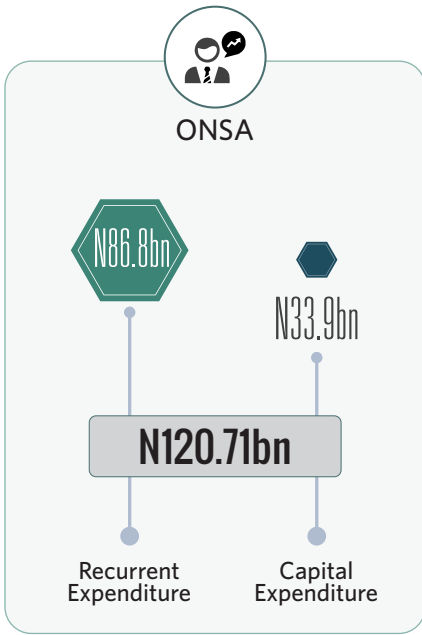 ONSA
N86.8bn
N33.9bn
N120.71bn
Recurrent
Expenditure
Capital
Expenditure